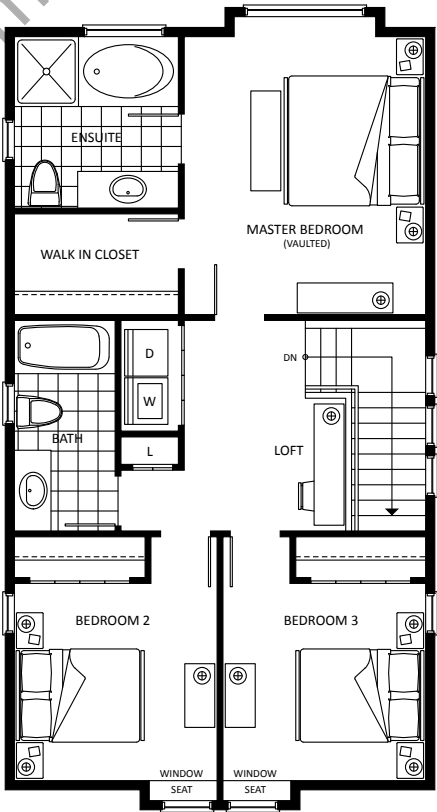 ENSUITE
MASTER BEDROOM
(VAULTED)
WALK IN CLOSET
D
DN
W
BATH
L
LOFT
BEDROOM 2
BEDROOM 3
WINDOW
SEAT
WINDOW
SEAT